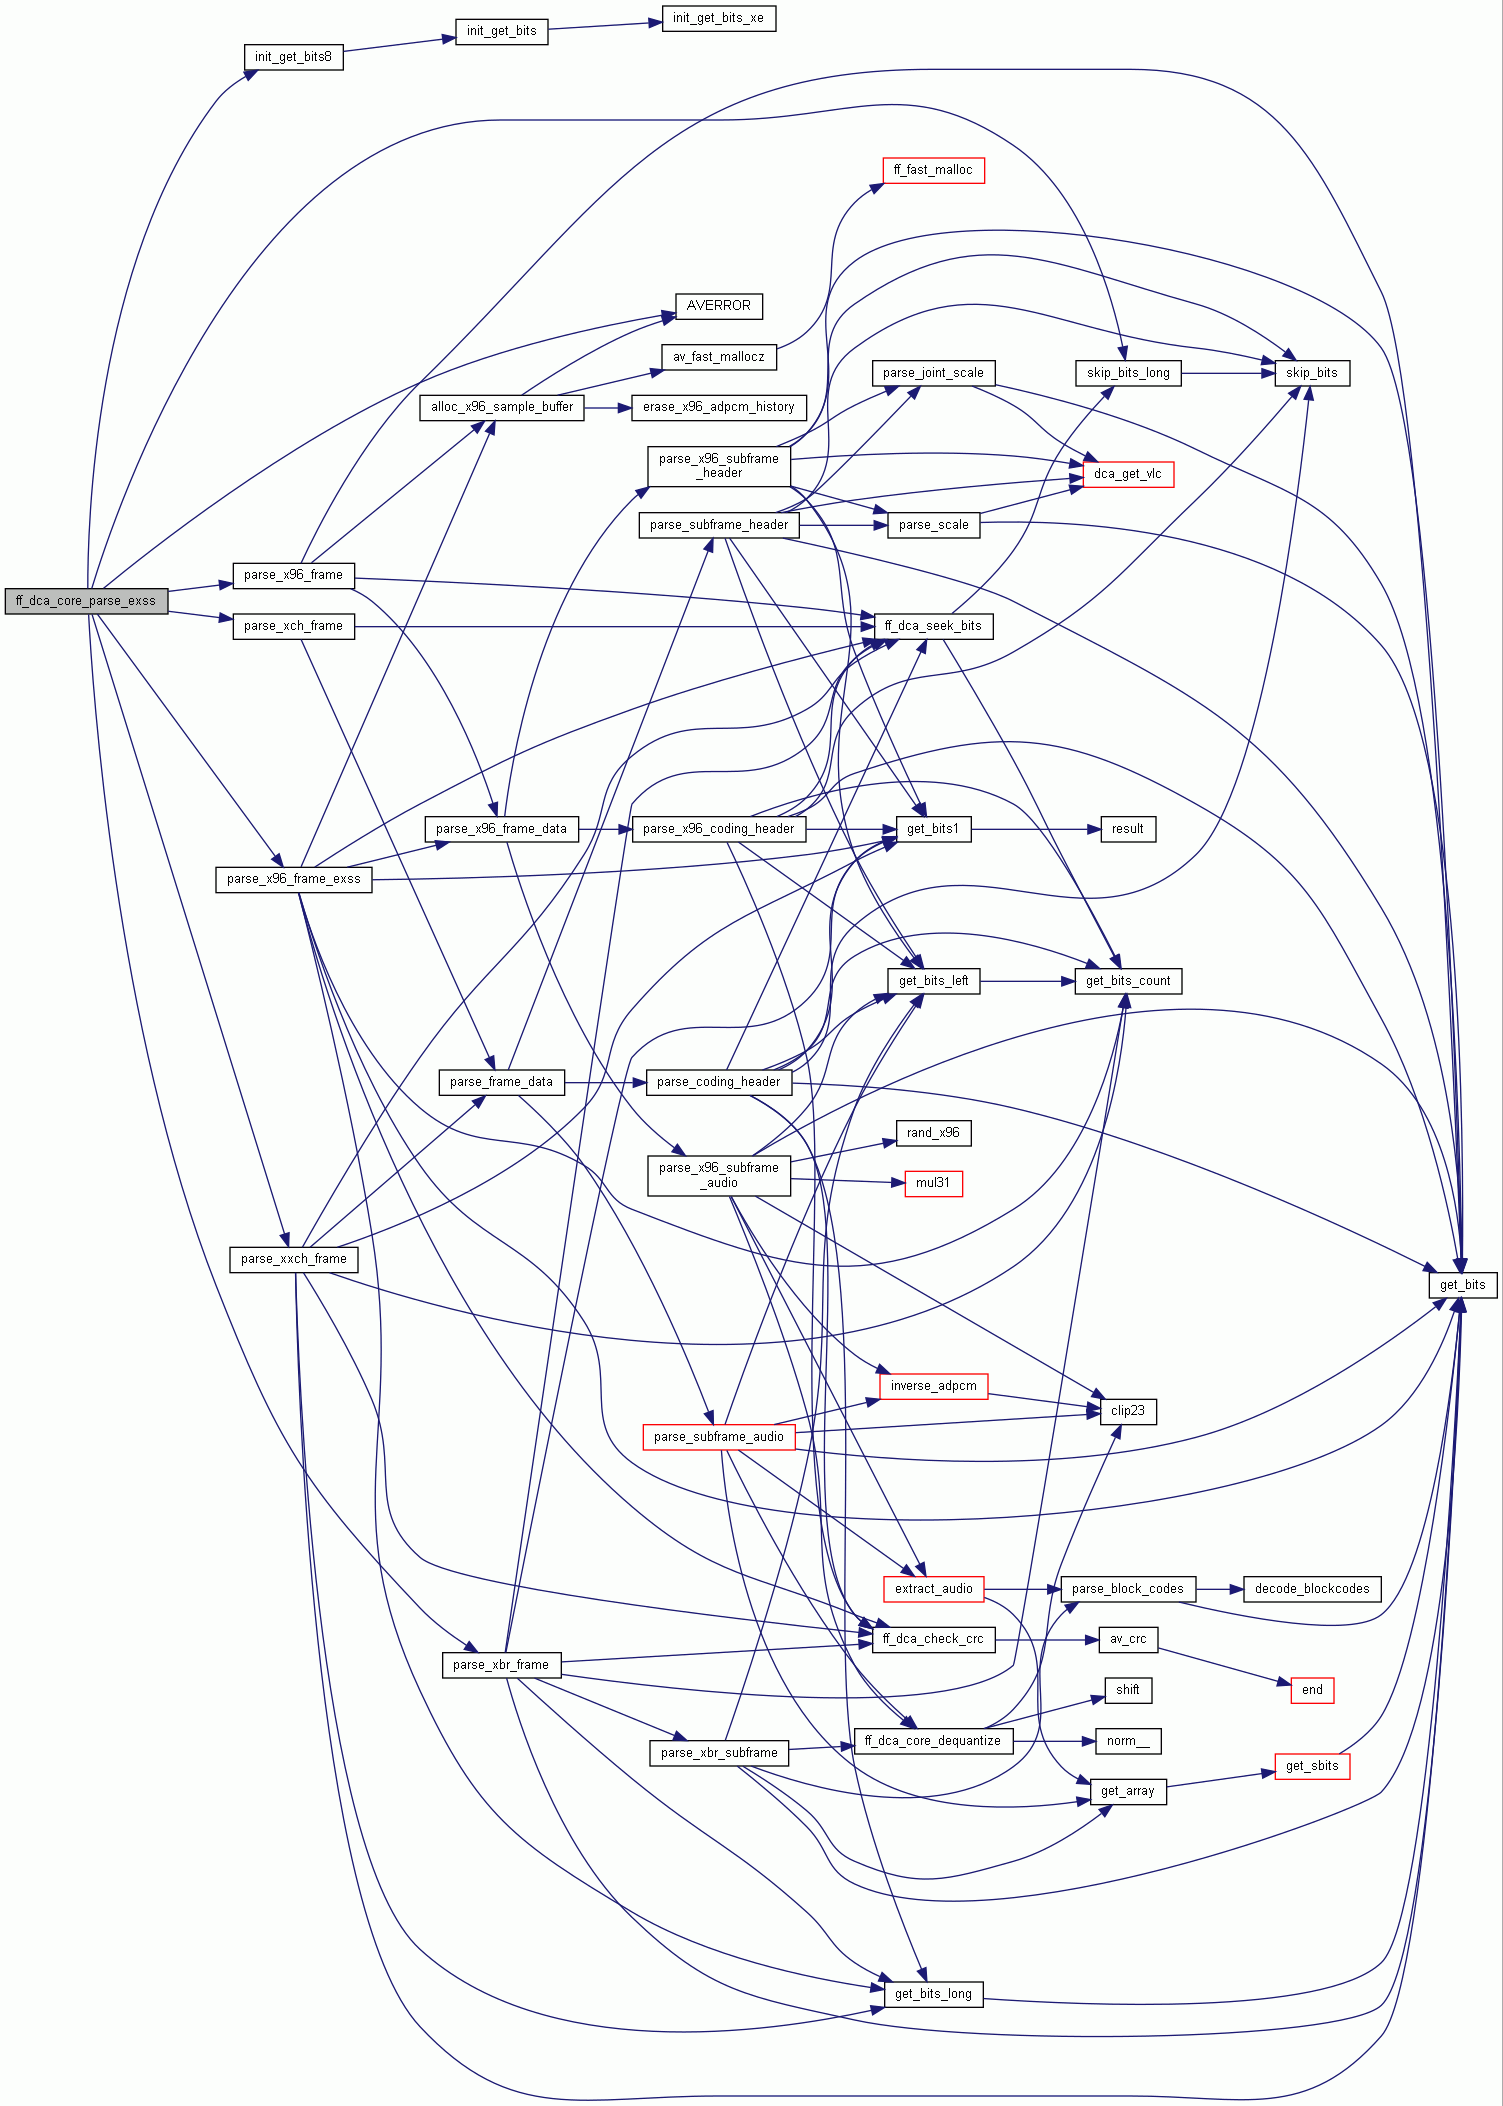 init_get_bits_xe
init_get_bits
init_get_bits8
ff_fast_malloc
AVERROR
av_fast_mallocz
parse_joint_scale
skip_bits_long
skip_bits
alloc_x96_sample_buffer
erase_x96_adpcm_history
parse_x96_subframe
_header
dca_get_vlc
parse_subframe_header
parse_scale
parse_x96_frame
ff_dca_core_parse_exss
parse_xch_frame
ff_dca_seek_bits
parse_x96_frame_data
parse_x96_coding_header
get_bits1
result
parse_x96_frame_exss
get_bits_left
get_bits_count
parse_frame_data
parse_coding_header
rand_x96
parse_x96_subframe
_audio
mul31
parse_xxch_frame
get_bits
inverse_adpcm
clip23
parse_subframe_audio
extract_audio
parse_block_codes
decode_blockcodes
ff_dca_check_crc
av_crc
parse_xbr_frame
end
shift
parse_xbr_subframe
ff_dca_core_dequantize
norm__
get_sbits
get_array
get_bits_long